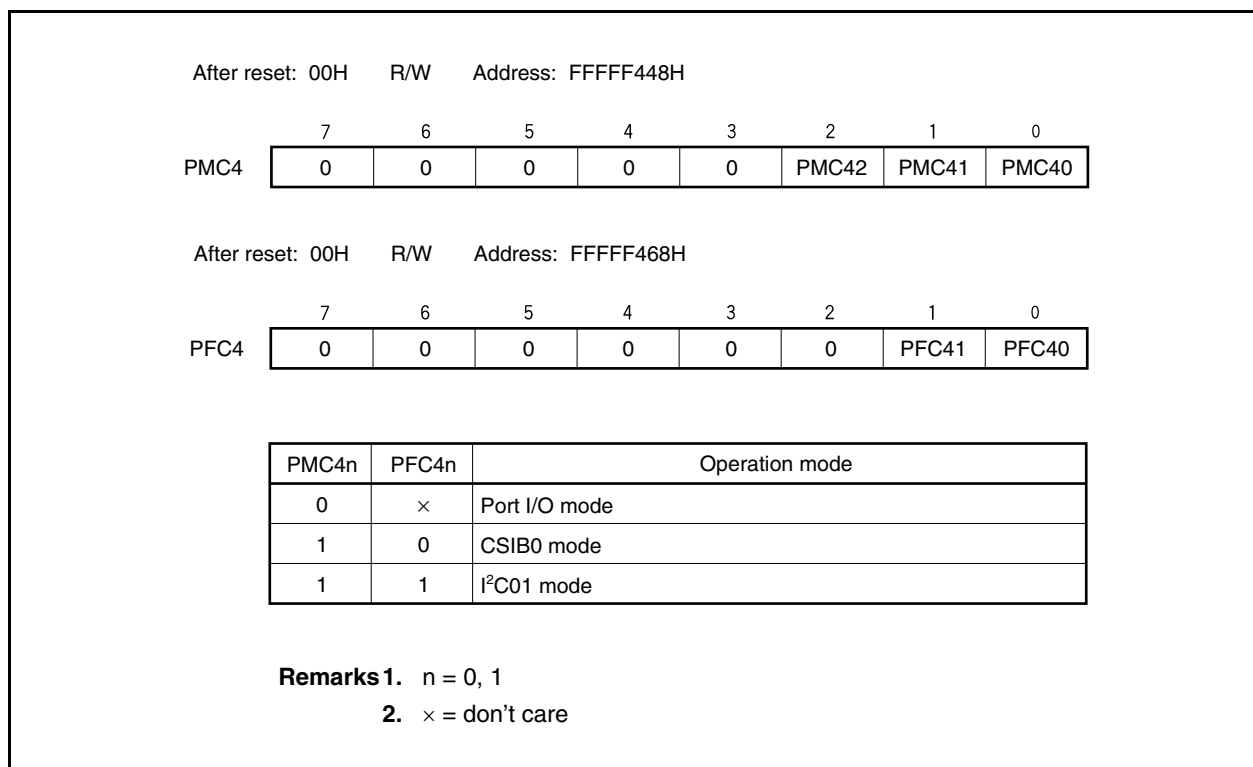 After reset: 00H R/W Address: FFFFF448H
7 6 5 4 3 2 1 0
PMC4 0 0 0 0 0 PMC42 PMC41 PMC40
After reset: 00H R/W Address: FFFFF468H
7 6 5 4 3 2 1 0
PFC4 0 0 0 0 0 0 PFC41 PFC40
PMC4n PFC4n Operation mode
0 × Port I/O mode
1 0 CSIB0 mode
1 1 I²C01 mode
Remarks 1. n = 0, 1
2. × = don't care